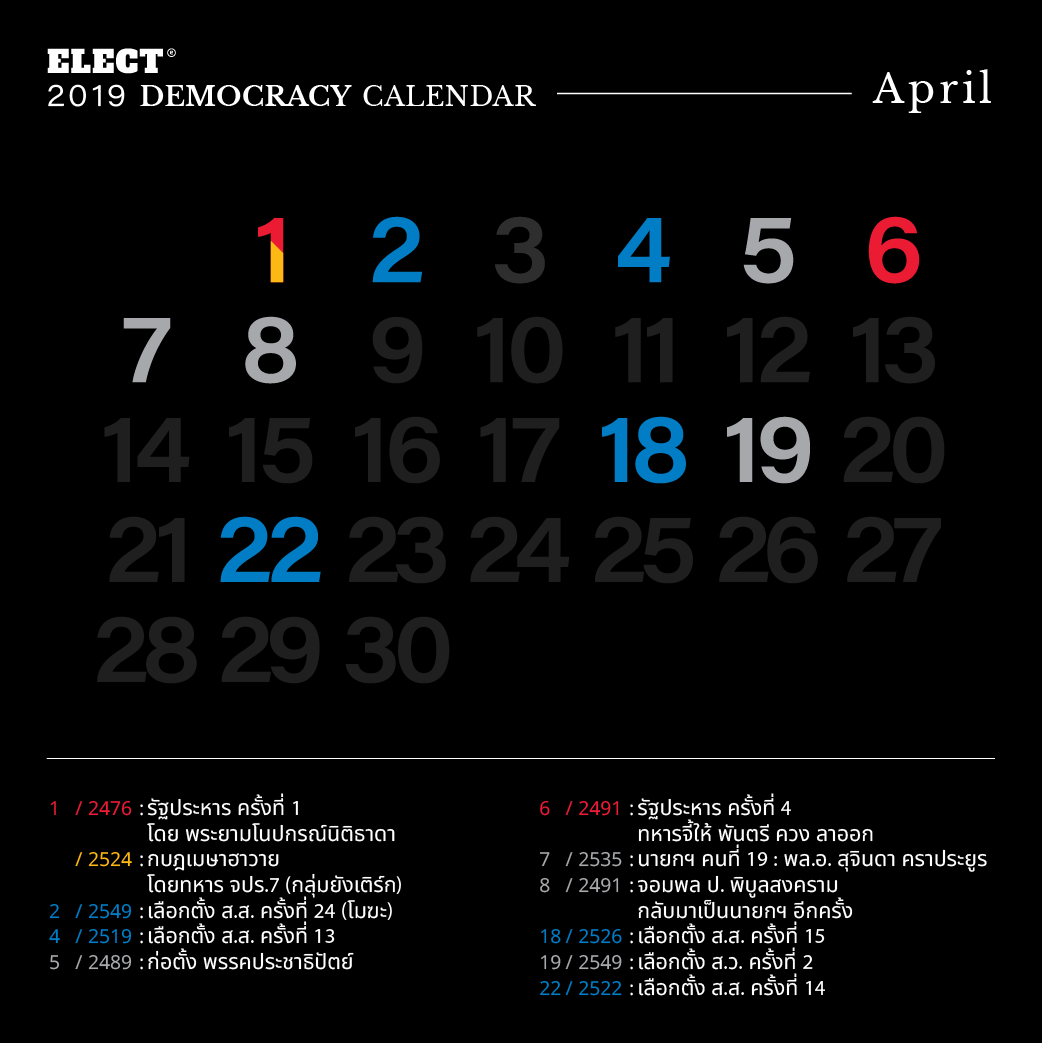 ELECT®
2019 DEMOCRACY CALENDAR
April
1 2 3 4 5 6
7 8 9 10 11 12 13
14 15 16 17 18 19 20
21 22 23 24 25 26 27
28 29 30
1 / 2476 : รัฐประหาร ครั้งที่ 1
โดย พระยามโนปกรณ์นิติธาดา
/ 2524 : กบฎเมษาฮาวาย
โดยทหาร จปร.7 (กลุ่มยังเติร์ก)
2 / 2549 : เลือกตั้ง ส.ส. ครั้งที่ 24 (โมฆะ)
4 / 2519 : เลือกตั้ง ส.ส. ครั้งที่ 13
5 / 2489 : ก่อตั้ง พรรคประชาธิปัตย์
6 / 2491 : รัฐประหาร ครั้งที่ 4
ทหารจี้ให้ พันตรี ควง ลาออก
7 / 2535 : นายกฯ คนที่ 19 : พล.อ. สุจินดา คราประยูร
8 / 2491 : จอมพล ป. พิบูลสงคราม
กลับมาเป็นนายกฯ อีกครั้ง
18 / 2526 : เลือกตั้ง ส.ส. ครั้งที่ 15
19 / 2549 : เลือกตั้ง ส.ว. ครั้งที่ 2
22 / 2522 : เลือกตั้ง ส.ส. ครั้งที่ 14